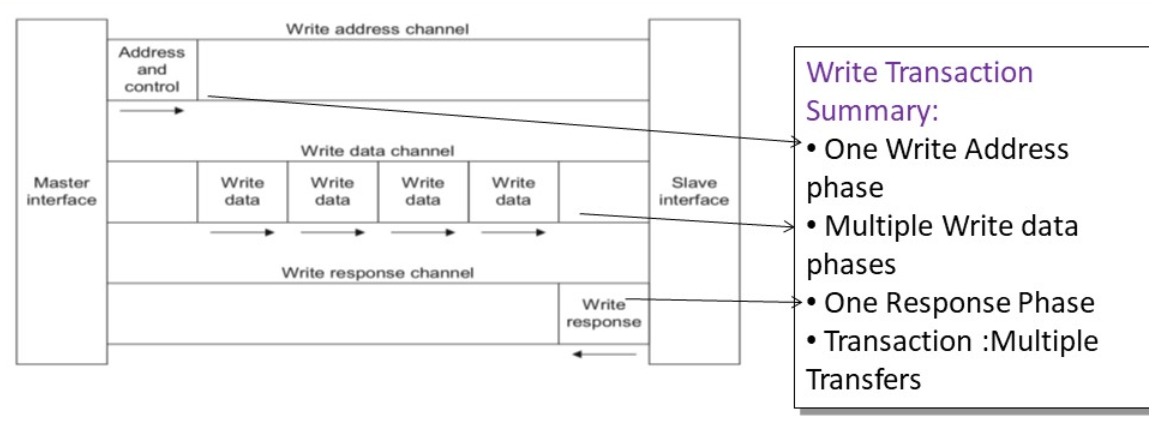 Write address channel
Address
and
control
Write data channel
Master
interface
Write
data
Write
data
Write
data
Write
data
Slave
interface
Write response channel
Write
response
Write Transaction
Summary:
• One Write Address
phase
• Multiple Write data
phases
• One Response Phase
• Transaction :Multiple
Transfers